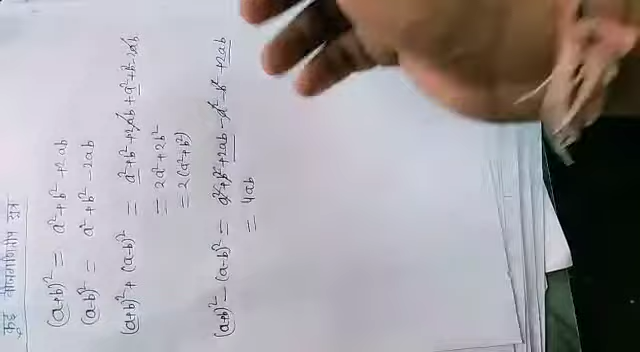 कुछ बीजगणितीय सूत्र
(a+b)² = a²+b²+2ab
(a-b)² = a²+b²-2ab
(a+b)²+(a-b)² = a²+b²+2ab+a²+b²-2ab
= 2a²+2b²
= 2(a²+b²)
(a+b)²-(a-b)² = a²+b²+2ab-a²-b²+2ab
= 4ab